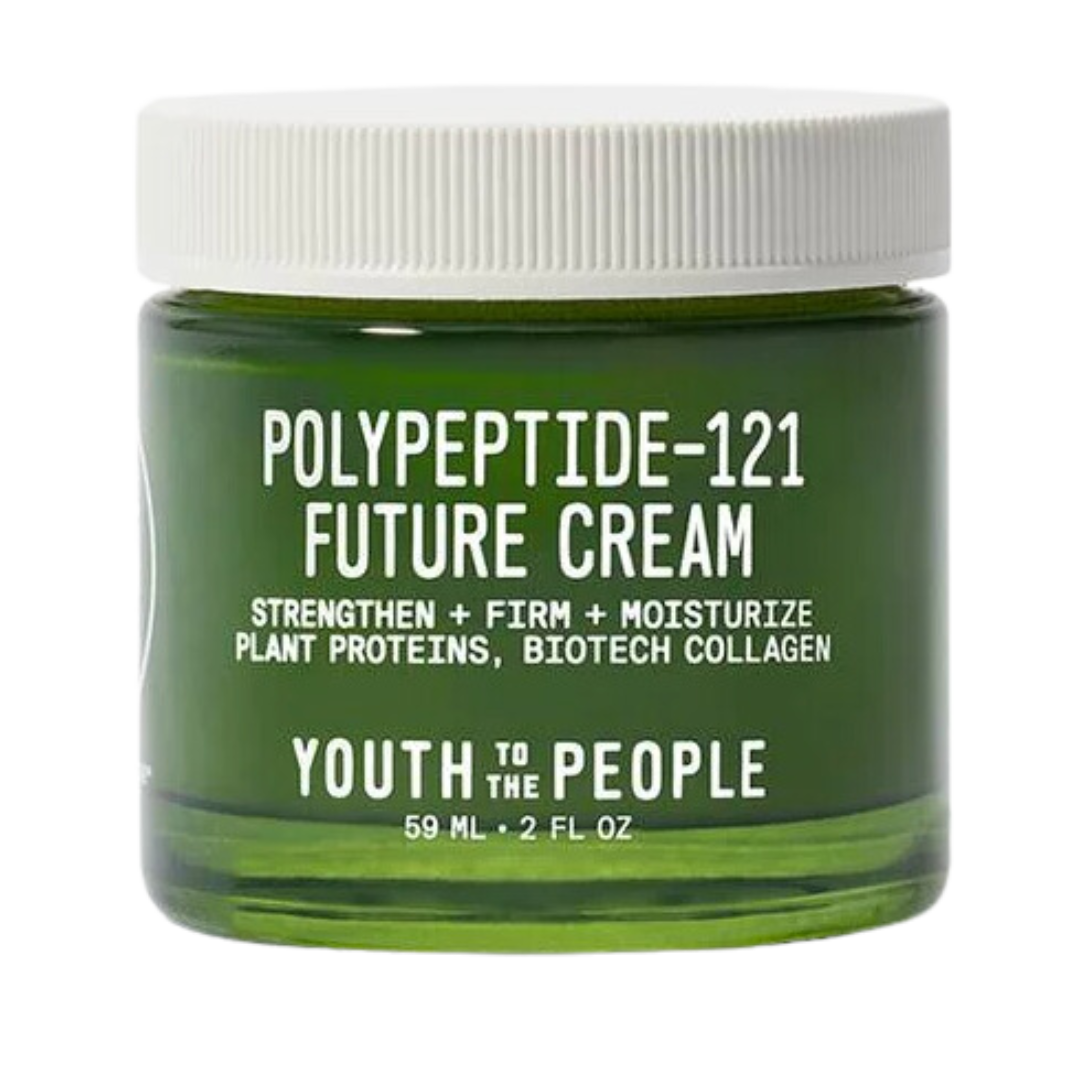 POLYPEPTIDE-121
FUTURE CREAM
STRENGTHEN + FIRM + MOISTURIZE
PLANT PROTEINS, BIOTECH COLLAGEN
YOUTH TO THE PEOPLE
59 ML • 2 FL OZ